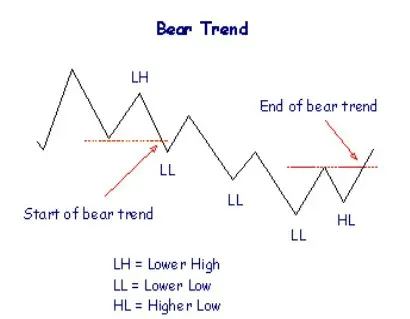 Bear Trend
LH
End of bear trend
LL
Start of bear trend
LL
LL
HL
LH = Lower High
LL = Lower Low
HL = Higher Low